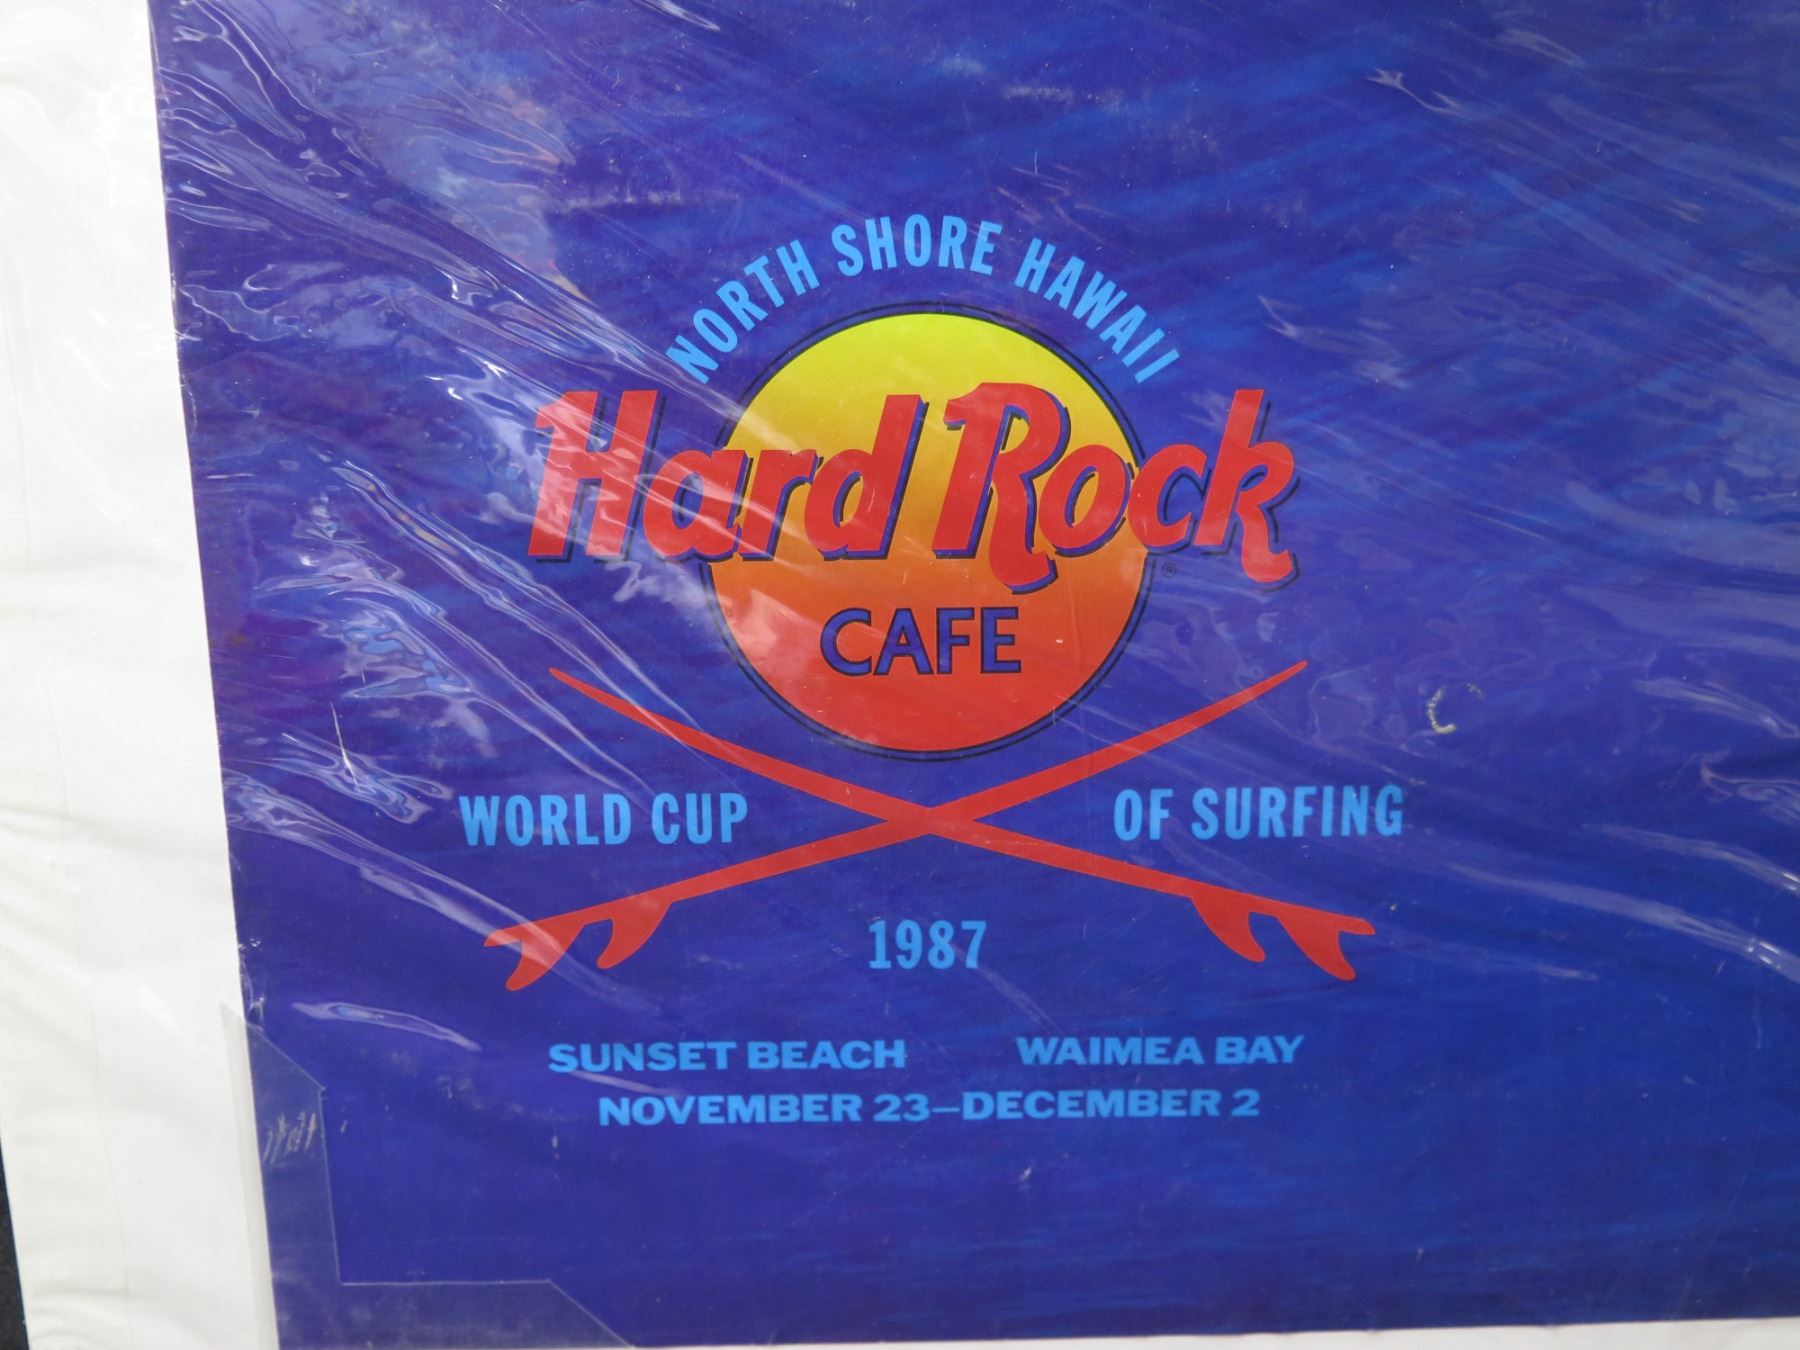 NORTH SHORE HAWAII
Hard Rock
®
CAFE
WORLD CUP OF SURFING
1987
SUNSET BEACH WAIMEA BAY
NOVEMBER 23–DECEMBER 2